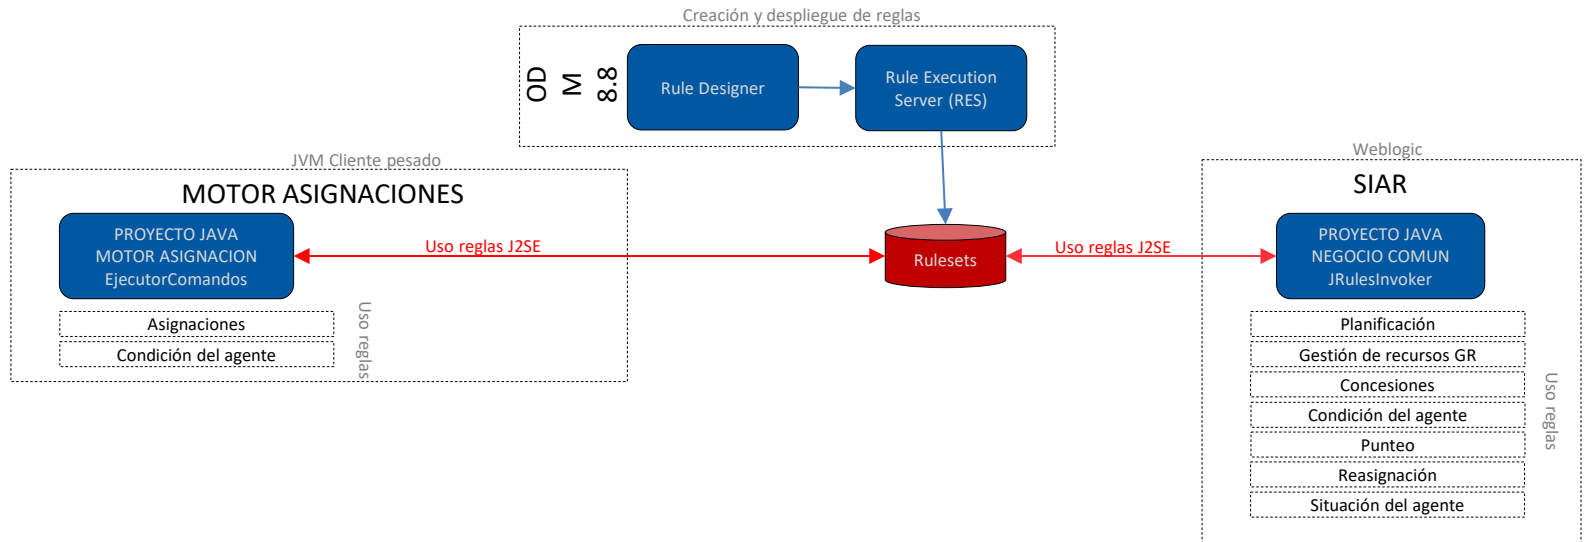 Creación y despliegue de reglas
OD
M
8.8
Rule Designer
Rule Execution
Server (RES)
JVM Cliente pesado
MOTOR ASIGNACIONES
PROYECTO JAVA
MOTOR ASIGNACION
EjecutorComandos
Asignaciones
Condición del agente
Uso reglas
Uso reglas J2SE
Rulesets
Uso reglas J2SE
Weblogic
SIAR
PROYECTO JAVA
NEGOCIO COMUN
JRulesInvoker
Planificación
Gestión de recursos GR
Concesiones
Condición del agente
Punteo
Reasignación
Situación del agente
Uso reglas